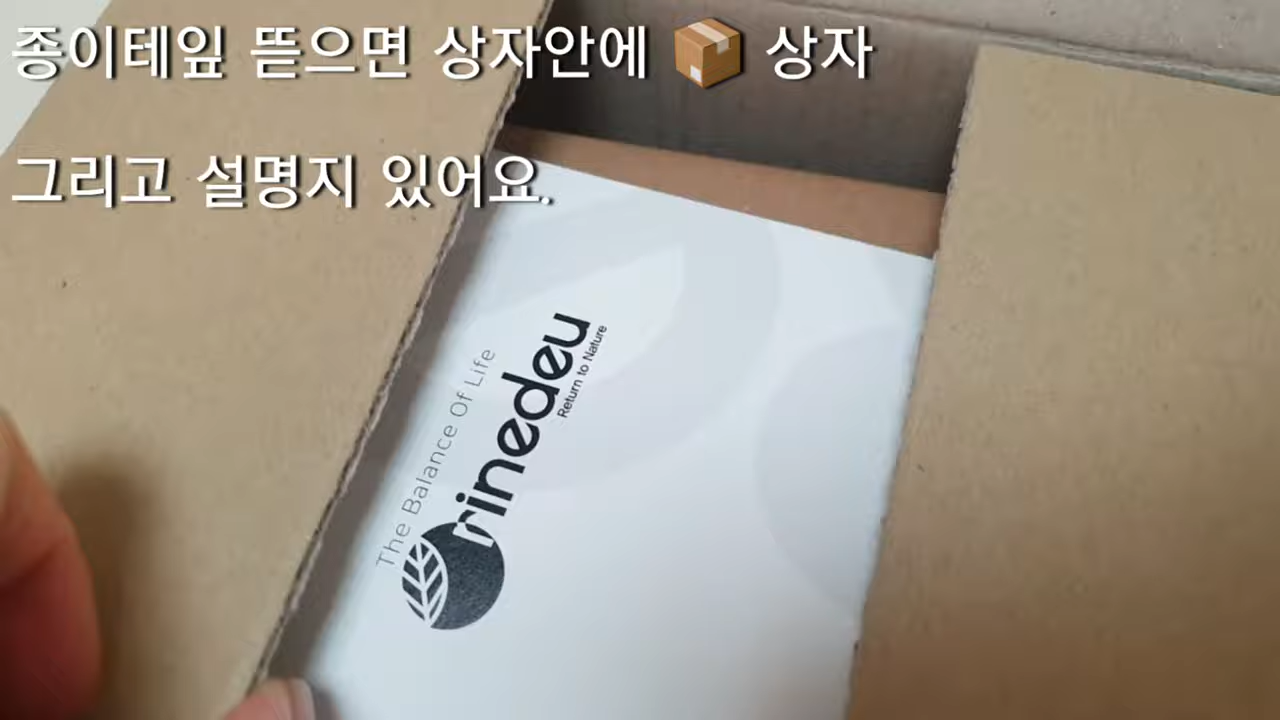 종이테잎 뜯으면 상자안에 📦 상자
그리고 설명지 있어요.
The Balance Of Life
rinedeu
Return to Nature